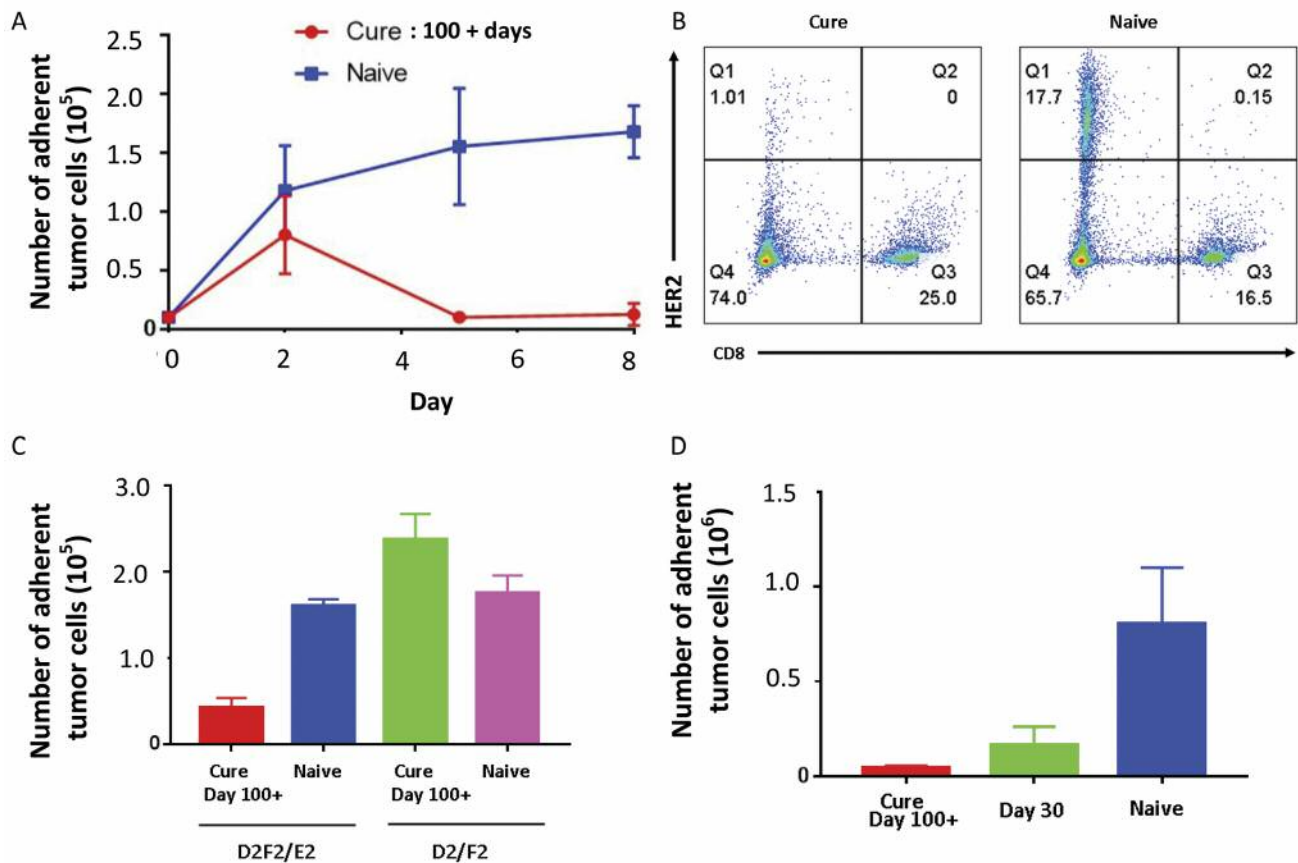 A
Number of adherent
tumor cells (10⁵)
2.5
2.0
1.5
1.0
0.5
0
Cure : 100 + days
Naive
0 2 4 6 8
Day
B
Cure Naive
HER2
Q1
1.01
Q2
0
Q4
74.0
Q3
25.0
Q1
17.7
Q2
0.15
Q4
65.7
Q3
16.5
CD8
C
Number of adherent
tumor cells (10⁵)
3.0
2.0
1.0
0
Cure Naive Cure Naive
Day 100+ Day 100+
D2F2/E2 D2/F2
D
Number of adherent
tumor cells (10⁶)
1.5
1.0
0.5
0
Cure Day 30 Naive
Day 100+